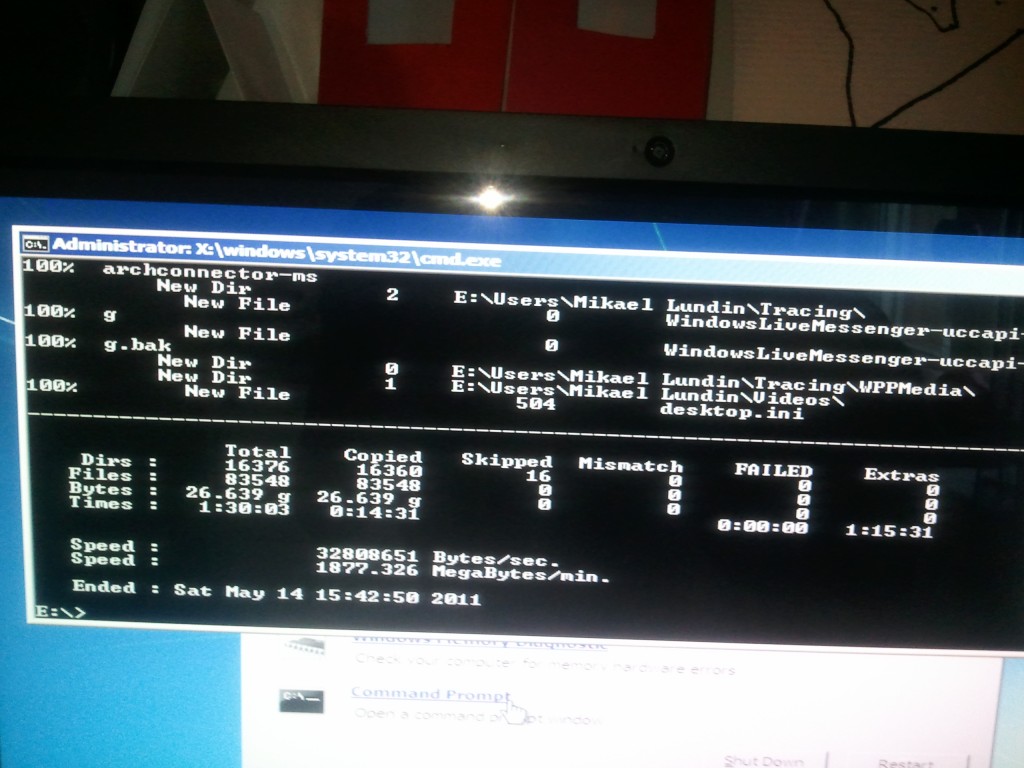 Administrator: X:\windows\system32\cmd.exe
100%
archconnector-ms
New Dir 2 E:\Users\Mikael Lundin\Tracing\
New File 0 WindowsLiveMessenger-uccapi-
100%
g
New File 0 WindowsLiveMessenger-uccapi-
100%
g.bak
New Dir 0 E:\Users\Mikael Lundin\Tracing\WPPMedia\
New Dir 1 E:\Users\Mikael Lundin\Videos\
New File 504 desktop.ini
100%
------------------------------------------------------------------------------
Total Copied Skipped Mismatch FAILED Extras
Dirs : 16376 16360 16 0 0 0
Files : 83548 83548 0 0 0 0
Bytes : 26.639 g 26.639 g 0 0 0 0
Times : 1:30:03 0:14:31 0:00:00 1:15:31
Speed : 32808651 Bytes/sec.
Speed : 1877.326 MegaBytes/min.
Ended : Sat May 14 15:42:50 2011
E:\>
Windows Memory Diagnostic
Check your computer for memory hardware errors
Command Prompt
Open a command prompt window
Shut Down Restart